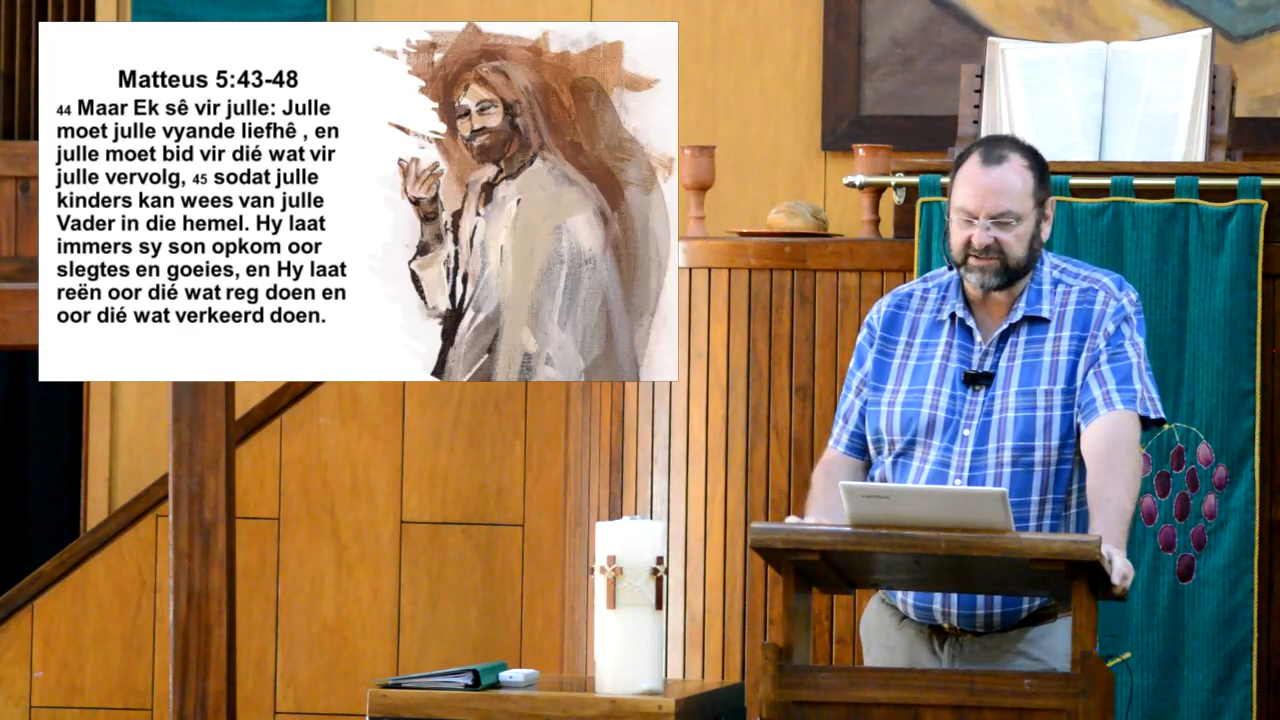 Matteus 5:43-48
44 Maar Ek sê vir julle: Julle
moet julle vyande liefhê , en
julle moet bid vir dié wat vir
julle vervolg, 45 sodat julle
kinders kan wees van julle
Vader in die hemel. Hy laat
immers sy son opkom oor
slegtes en goeies, en Hy laat
reën oor dié wat reg doen en
oor dié wat verkeerd doen.